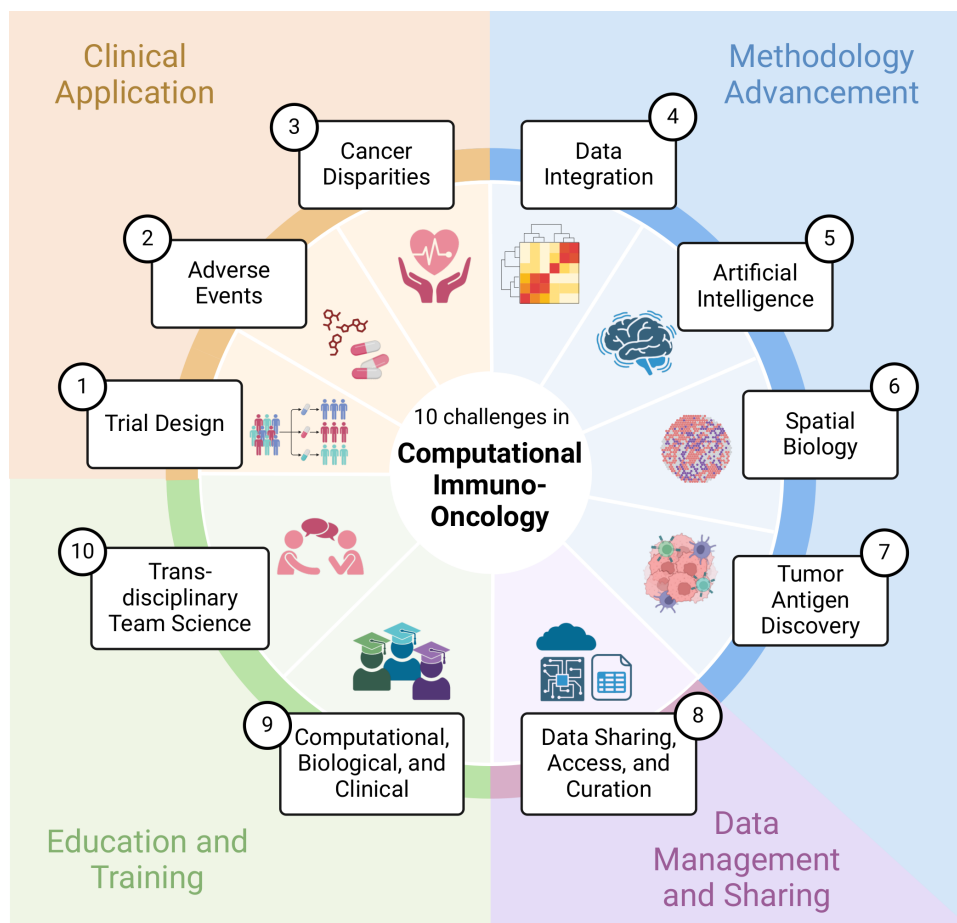 Clinical
Application
Methodology
Advancement
3
Cancer
Disparities
4
Data
Integration
2
Adverse
Events
5
Artificial
Intelligence
1
Trial Design
6
Spatial
Biology
10 challenges in
Computational
Immuno-
Oncology
10
Trans-
disciplinary
Team Science
7
Tumor
Antigen
Discovery
9
Computational,
Biological, and
Clinical
8
Data Sharing,
Access, and
Curation
Education and
Training
Data
Management
and Sharing